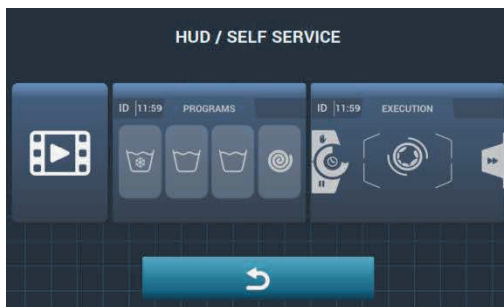 HUD / SELF SERVICE
ID 11:59 PROGRAMS
ID 11:59 EXECUTION